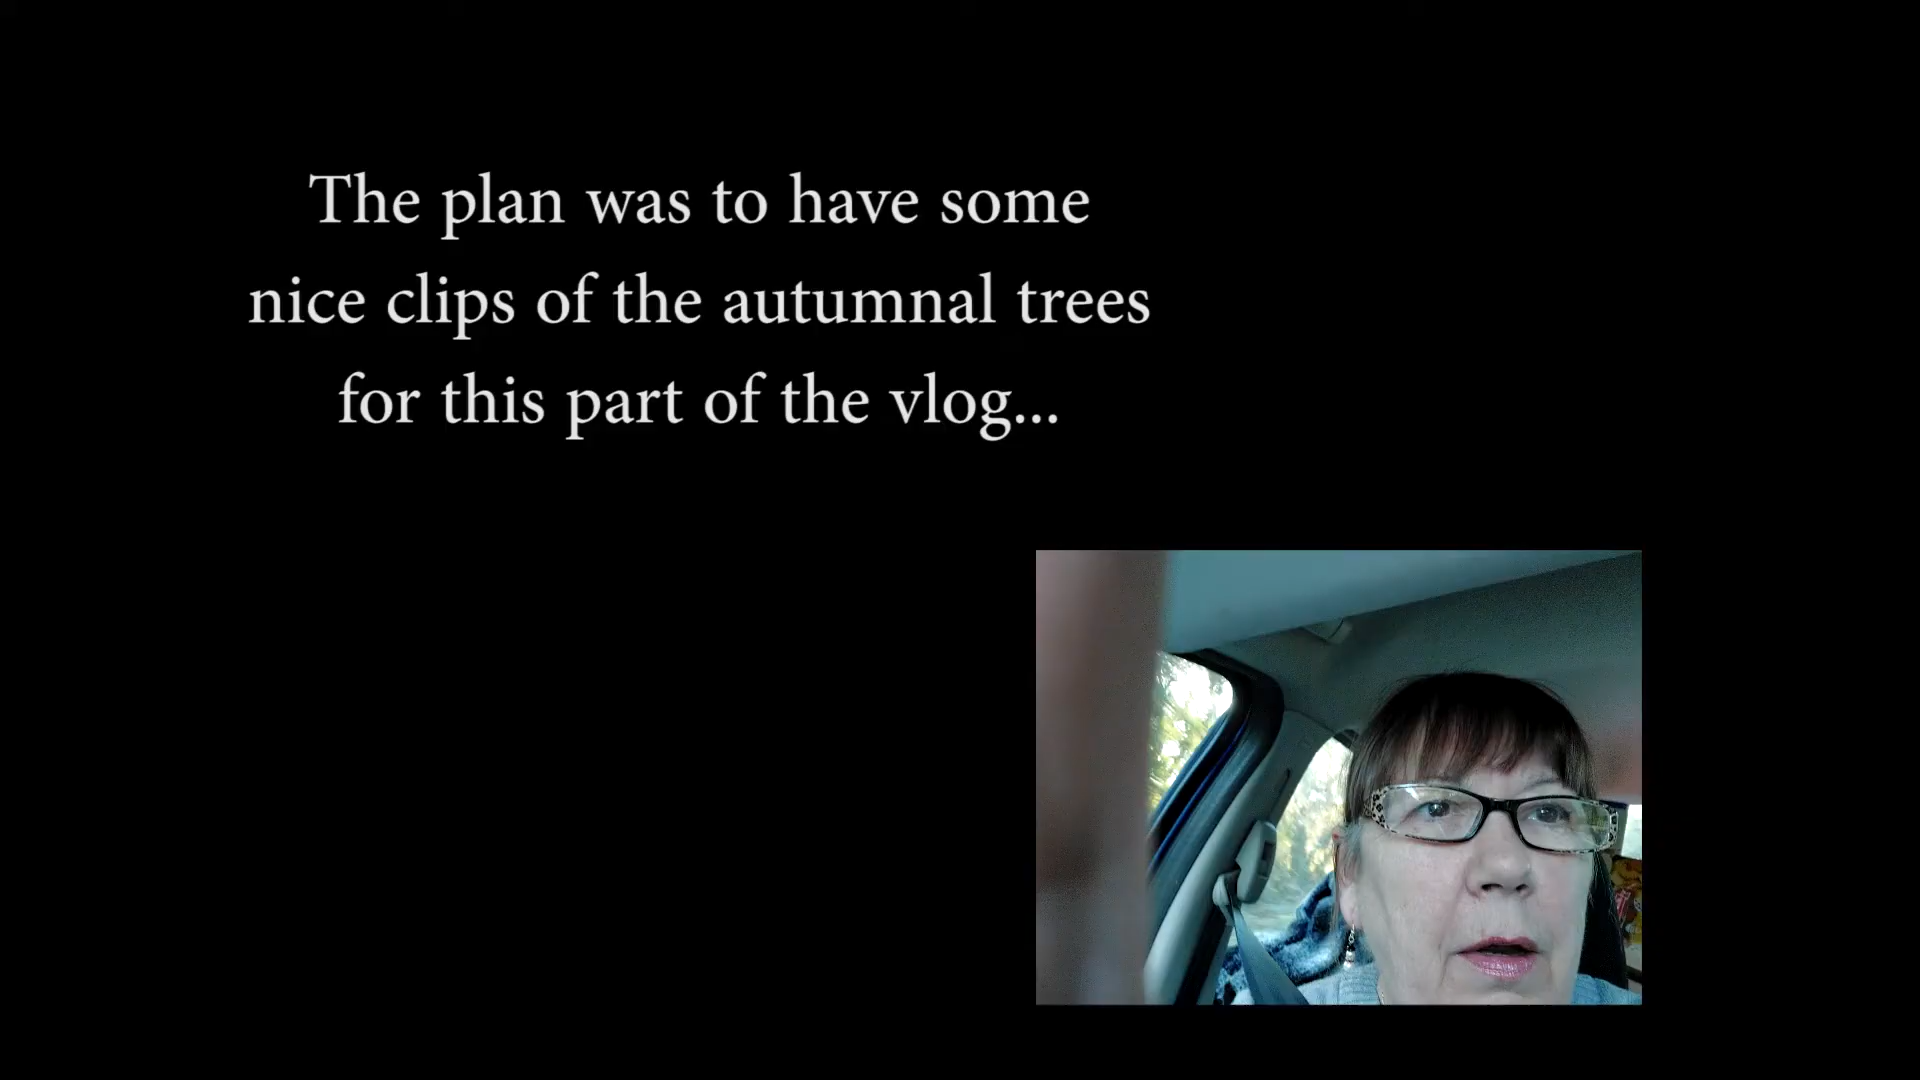 The plan was to have some
nice clips of the autumnal trees
for this part of the vlog...